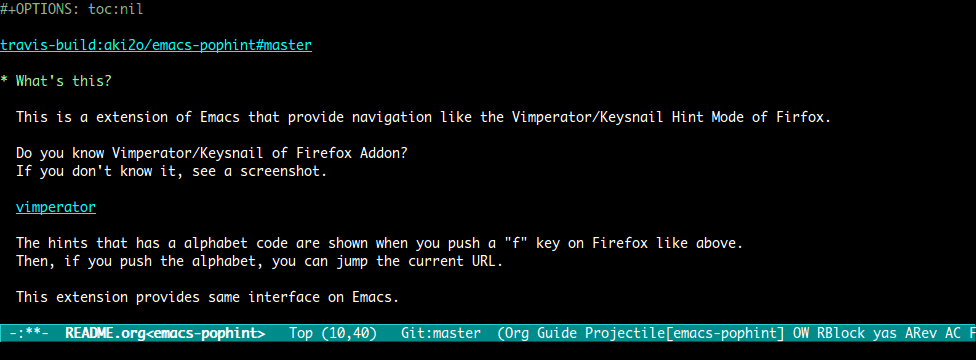 #+OPTIONS: toc:nil
travis-build:aki2o/emacs-pophint#master
* What's this?
This is a extension of Emacs that provide navigation like the Vimperator/Keysnail Hint Mode of Firfox.
Do you know Vimperator/Keysnail of Firefox Addon?
If you don't know it, see a screenshot.
vimperator
The hints that has a alphabet code are shown when you push a "f" key on Firefox like above.
Then, if you push the alphabet, you can jump the current URL.
This extension provides same interface on Emacs.
-:**-  README.org<emacs-pophint>   Top (10,40)   Git:master  (Org Guide Projectile[emacs-pophint] OW RBlock yas ARev AC F